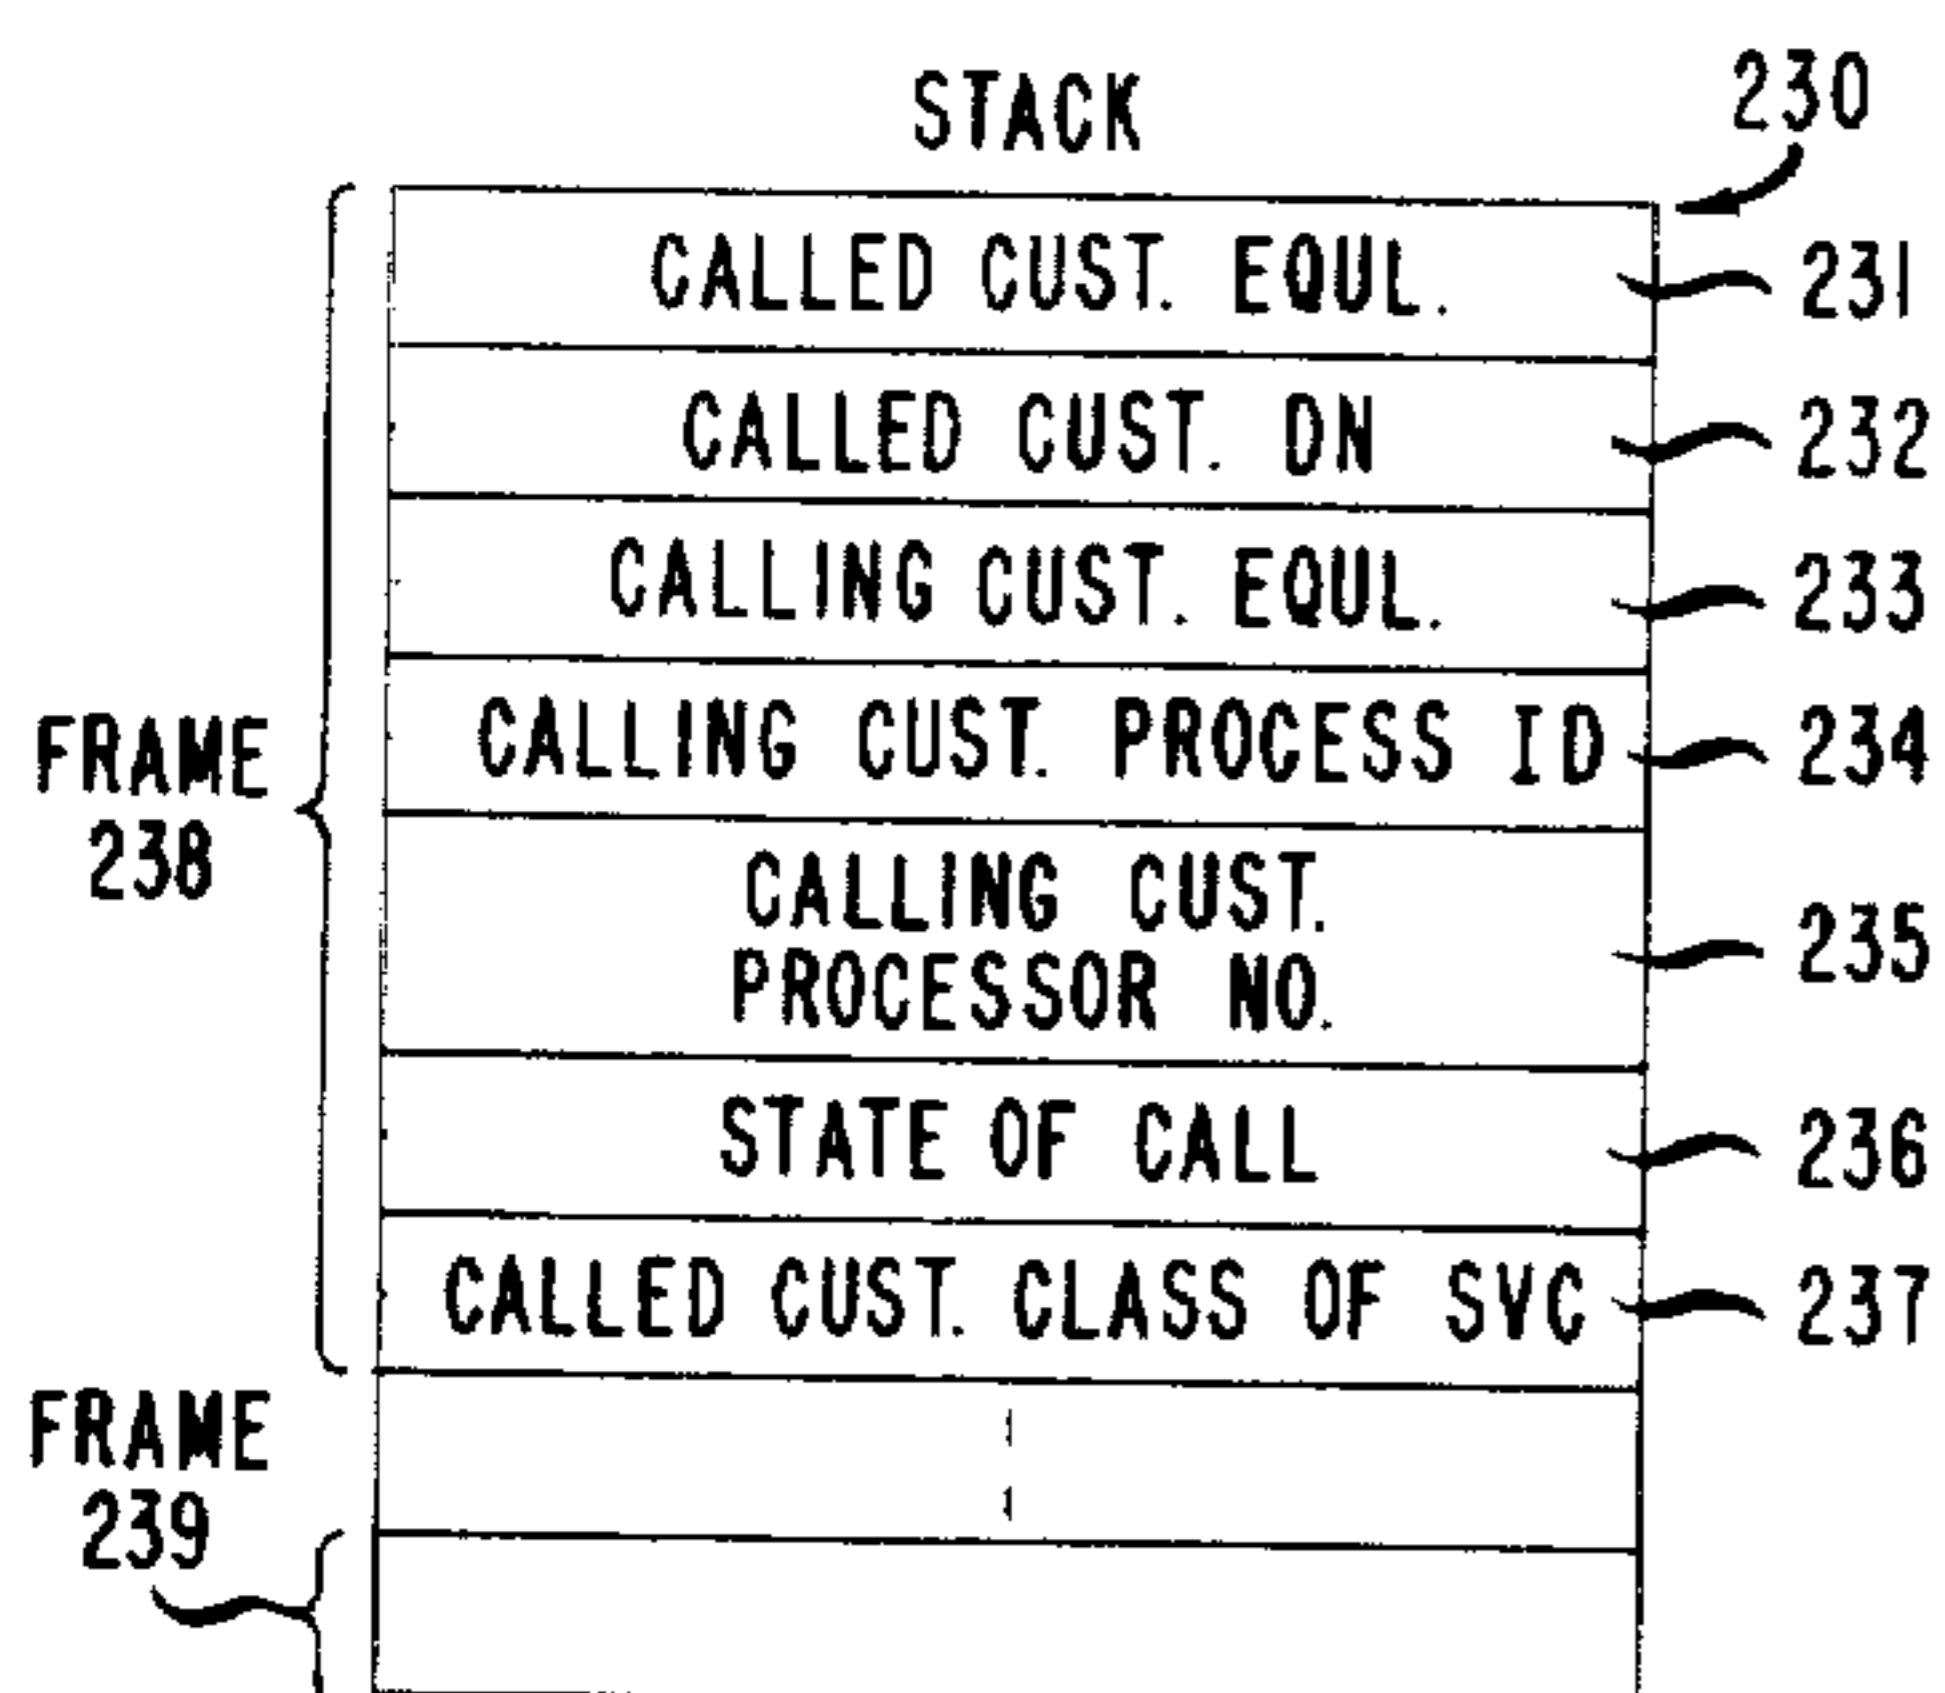 STACK
230
CALLED CUST. EQUL.
231
CALLED CUST. DN
232
CALLING CUST. EQUL.
233
CALLING CUST. PROCESS ID
234
FRAME
238
CALLING CUST.
PROCESSOR NO.
235
STATE OF CALL
236
CALLED CUST. CLASS OF SVC
237
FRAME
239